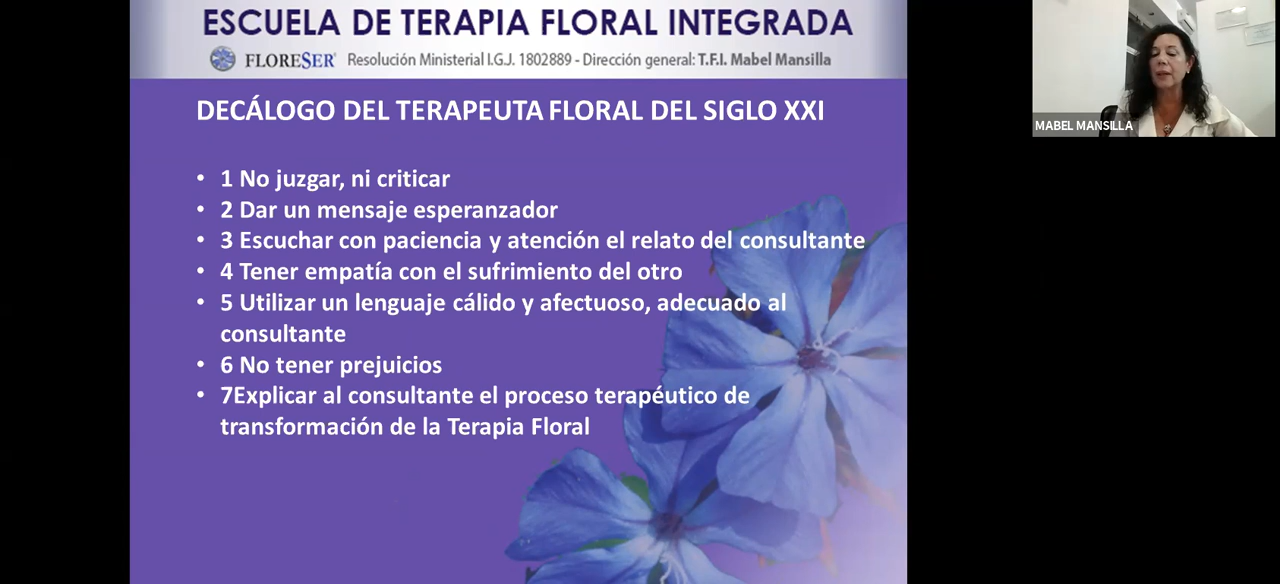 ESCUELA DE TERAPIA FLORAL INTEGRADA
FLORESER Resolución Ministerial I.G.J. 1802889 - Dirección general: T.F.I. Mabel Mansilla
DECÁLOGO DEL TERAPEUTA FLORAL DEL SIGLO XXI
• 1 No juzgar, ni criticar
• 2 Dar un mensaje esperanzador
• 3 Escuchar con paciencia y atención el relato del consultante
• 4 Tener empatía con el sufrimiento del otro
• 5 Utilizar un lenguaje cálido y afectuoso, adecuado al
consultante
• 6 No tener prejuicios
• 7Explicar al consultante el proceso terapéutico de
transformación de la Terapia Floral
MABEL MANSILLA